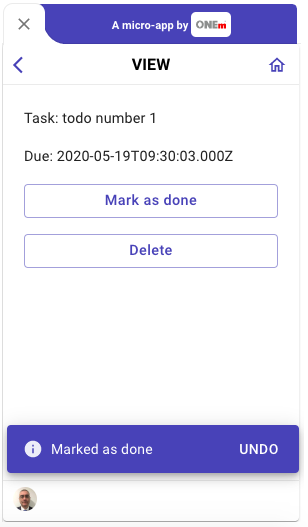 A micro-app by ONEm
VIEW
Task: todo number 1
Due: 2020-05-19T09:30:03.000Z
Mark as done
Delete
Marked as done UNDO